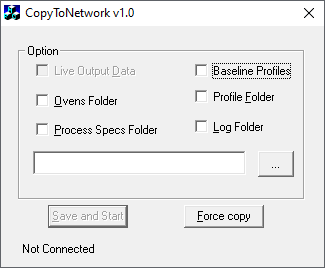 CopyToNetwork v1.0
Option
Live Output Data
Baseline Profiles
Ovens Folder
Profile Folder
Process Specs Folder
Log Folder
...
Save and Start
Force copy
Not Connected